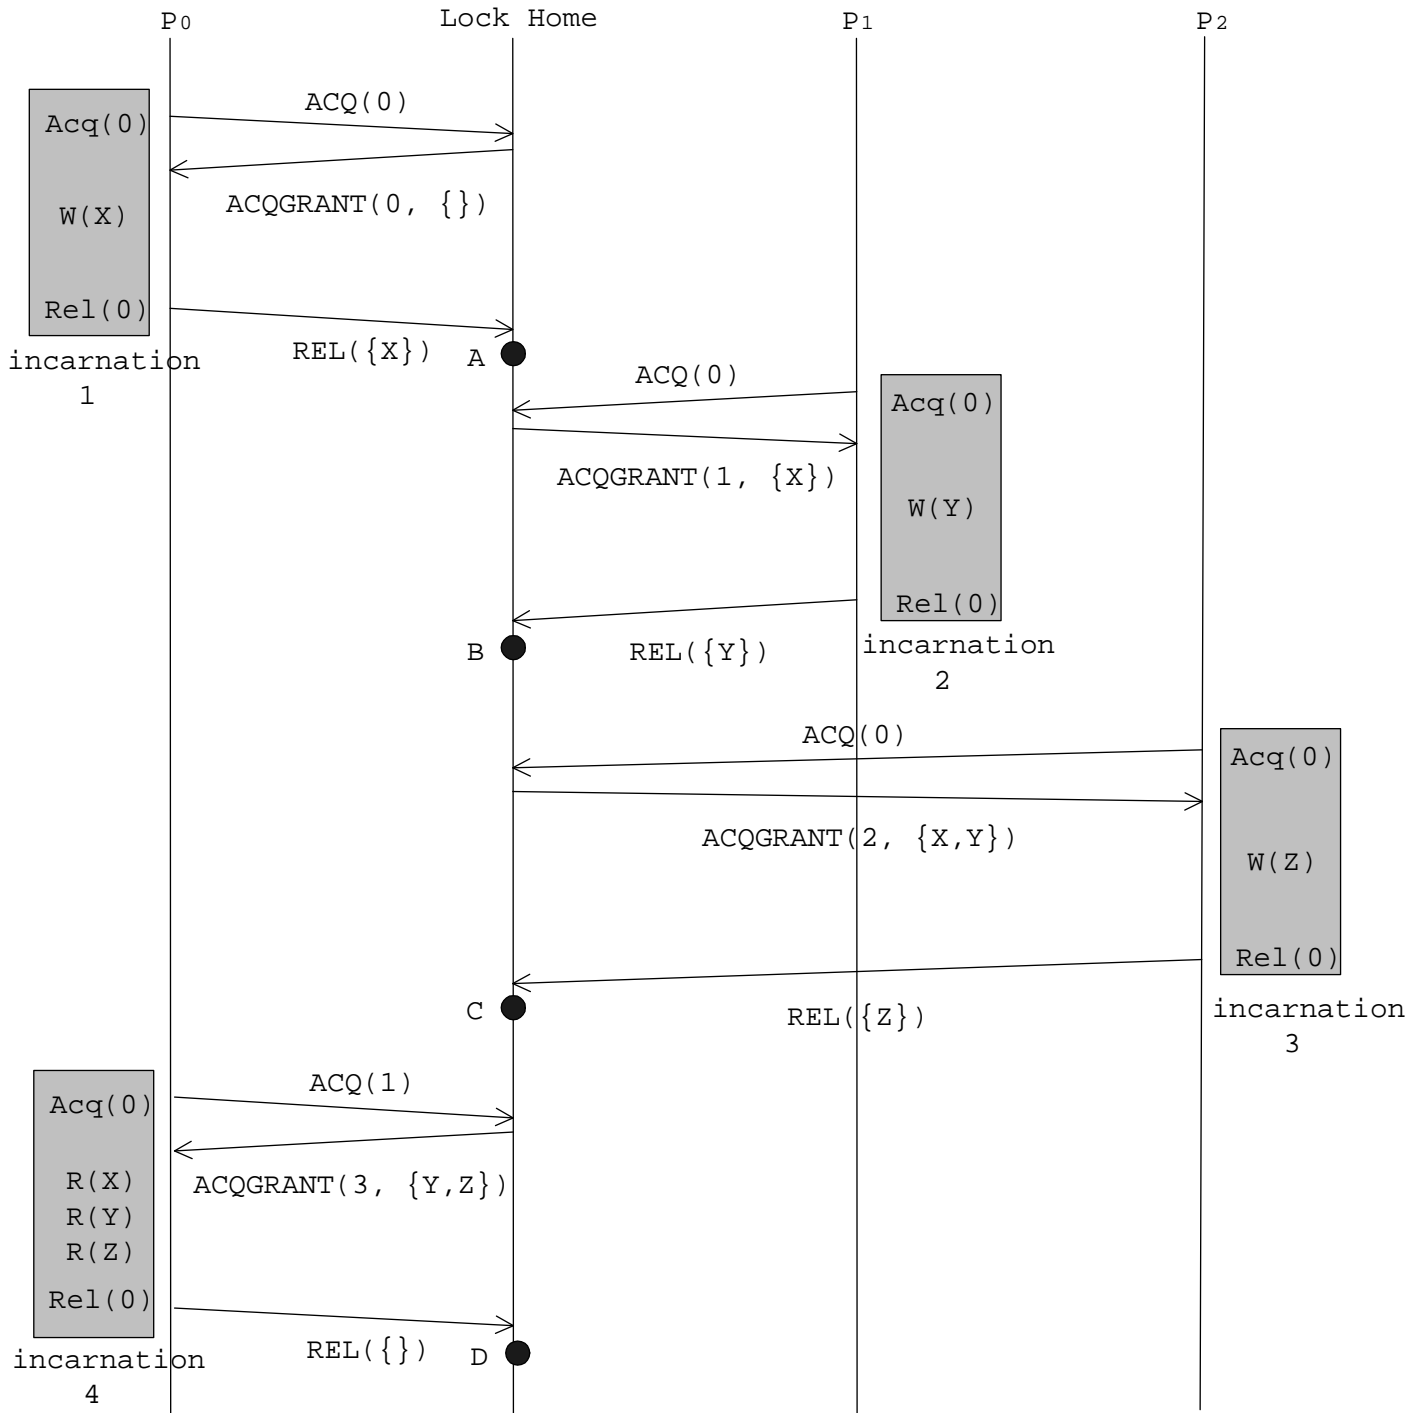 P0
Lock Home
P1
P2
ACQ(0)
Acq(0)
ACQGRANT(0, {})
W(X)
Rel(0)
REL({X})
A
incarnation
1
ACQ(0)
Acq(0)
ACQGRANT(1, {X})
W(Y)
Rel(0)
B
REL({Y})
incarnation
2
ACQ(0)
Acq(0)
ACQGRANT(2, {X,Y})
W(Z)
Rel(0)
C
REL({Z})
incarnation
3
ACQ(1)
Acq(0)
ACQGRANT(3, {Y,Z})
R(X)
R(Y)
R(Z)
Rel(0)
REL({})
D
incarnation
4